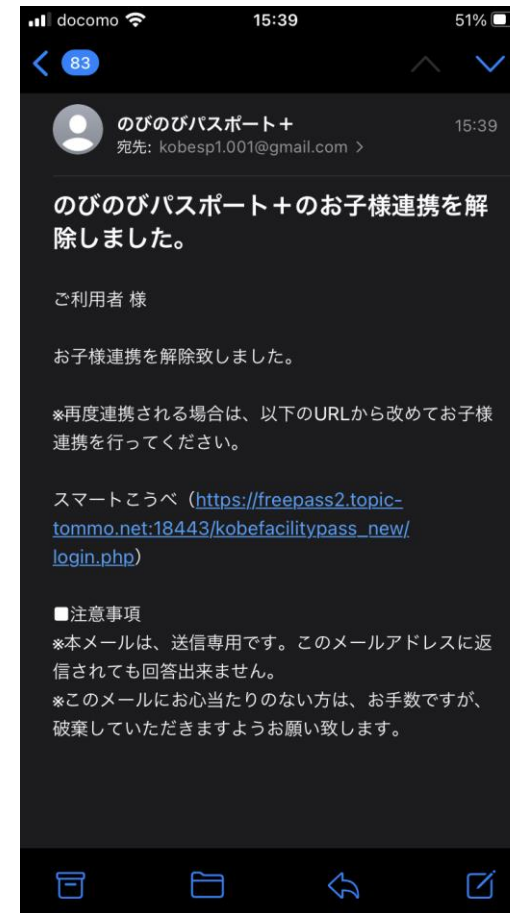 docomo 15:39 51%
83
のびのびパスポート＋ 15:39
宛先: kobesp1.001@gmail.com
のびのびパスポート＋のお子様連携を解
除しました。
ご利用者 様
お子様連携を解除致しました。
※再度連携される場合は、以下のURLから改めてお子様
連携を行ってください。
スマートこうべ（https://freepass2.topic-
tommo.net:18443/kobefacilitypass_new/
login.php）
■注意事項
※本メールは、送信専用です。このメールアドレスに返
信されても回答出来ません。
※このメールにお心当たりのない方は、お手数ですが、
破棄していただきますようお願い致します。